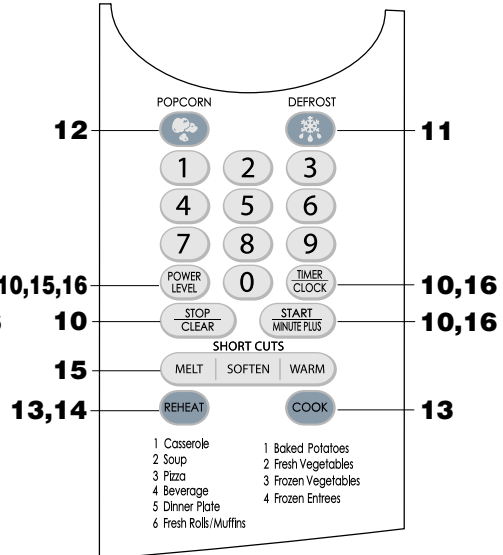 POPCORN DEFROST
12 11
1 2 3
4 5 6
7 8 9
10,15,16 POWER LEVEL 0 TIMER CLOCK 10,16
10 STOP CLEAR START MINUTE PLUS 10,16
SHORT CUTS
15 MELT SOFTEN WARM
13,14 REHEAT COOK 13
1 Casserole
2 Soup
3 Pizza
4 Beverage
5 Dinner Plate
6 Fresh Rolls/Muffins
1 Baked Potatoes
2 Fresh Vegetables
3 Frozen Vegetables
4 Frozen Entrees